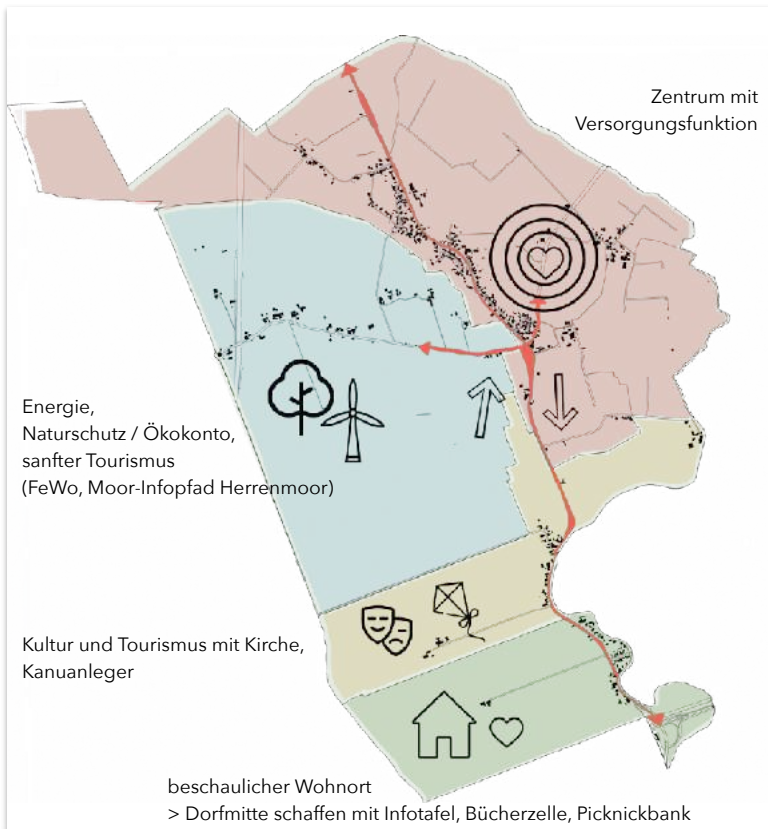 Zentrum mit
Versorgungsfunktion
Energie,
Naturschutz / Ökokonto,
sanfter Tourismus
(FeWo, Moor-Infopfad Herrenmoor)
Kultur und Tourismus mit Kirche,
Kanuanleger
beschaulicher Wohnort
> Dorfmitte schaffen mit Infotafel, Bücherzelle, Picknickbank